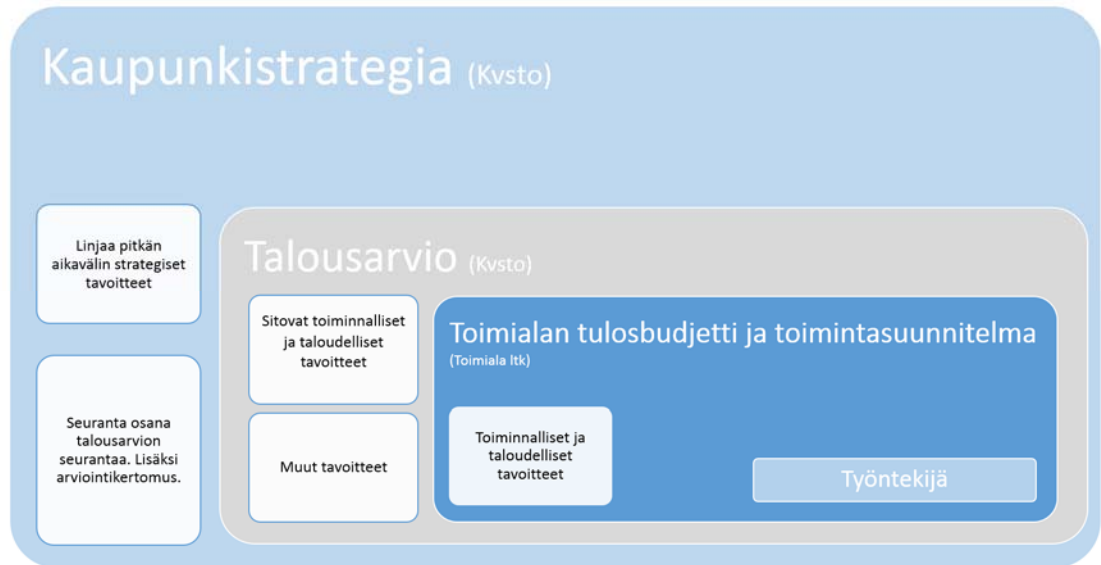 Kaupunkistrategia (Kvsto)
Linjaa pitkän
aikavälin strategiset
tavoitteet
Seuranta osana
talousarvion
seurantaa. Lisäksi
arviointikertomus.
Talousarvio (Kvsto)
Sitovat toiminnalliset
ja taloudelliset
tavoitteet
Muut tavoitteet
Toimialan tulosbudjetti ja toimintasuunnitelma
(Toimiala ltk)
Toiminnalliset ja
taloudelliset
tavoitteet
Työntekijä